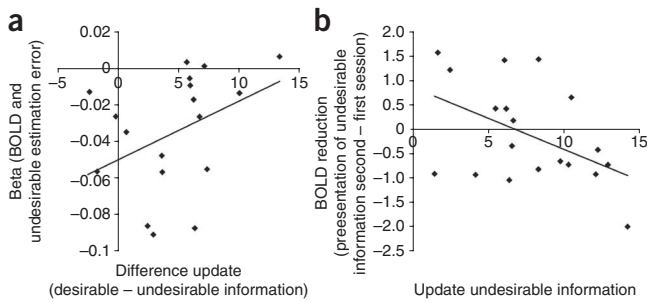 a
0.02
0
–0.02
–0.04
–0.06
–0.08
–0.1
–5
0
5
10
15
Beta (BOLD and
undesirable estimation error)
Difference update
(desirable – undesirable information)
b
2.0
1.5
1.0
0.5
0
–0.5
–1.0
–1.5
–2.0
–2.5
0
5
10
15
BOLD reduction
(preesentation of undesirable
information second – first session)
Update undesirable information